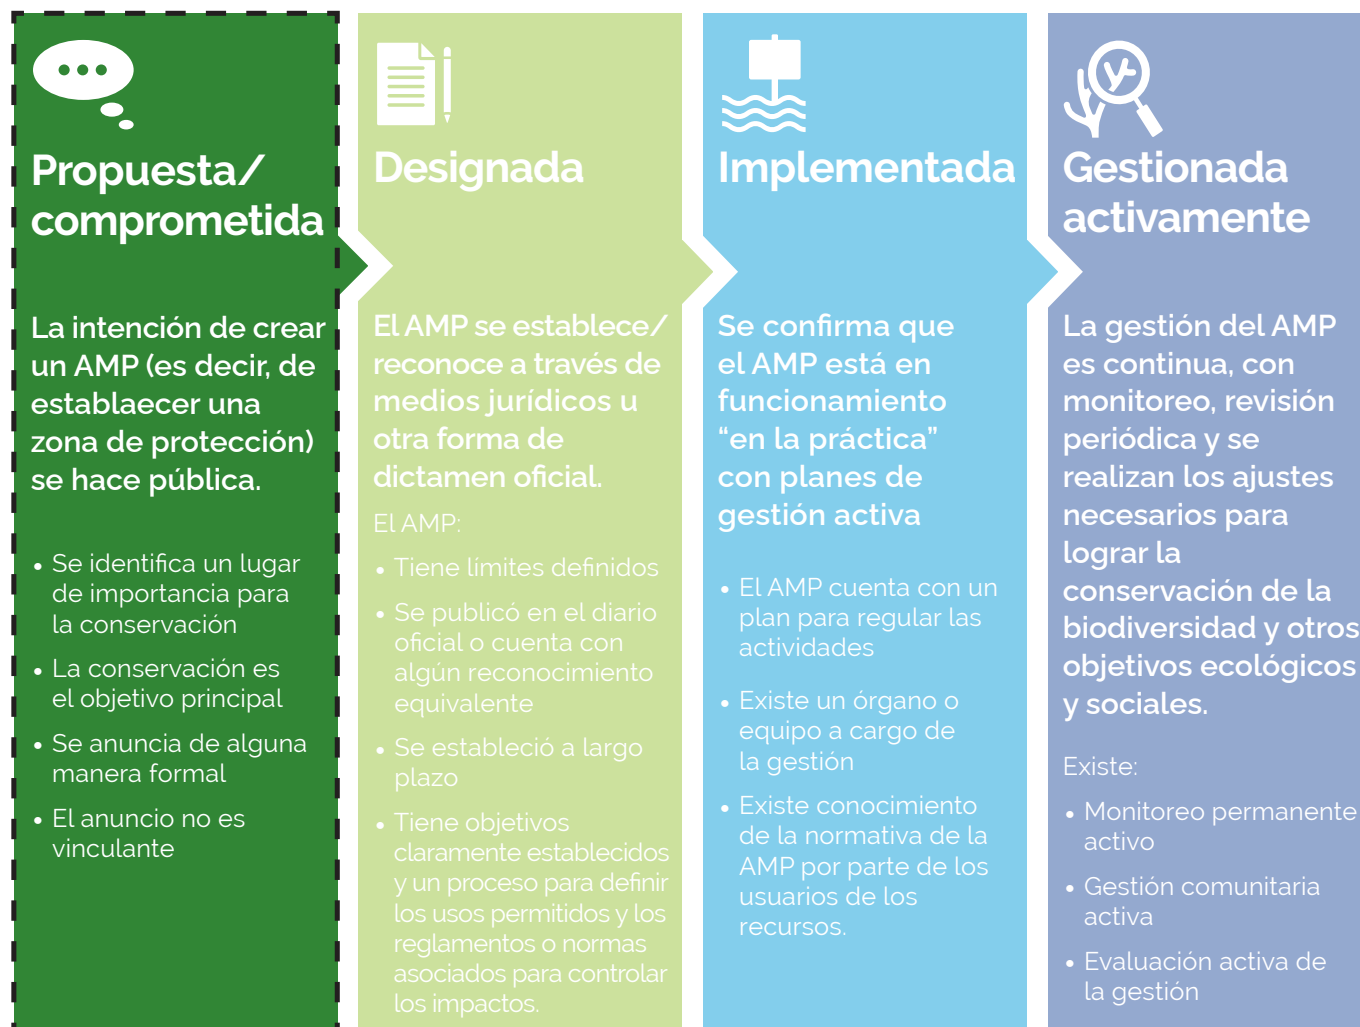 Propuesta/
comprometida
La intención de crear
un AMP (es decir, de
establaecer una
zona de protección)
se hace pública.
• Se identifica un lugar
de importancia para
la conservación
• La conservación es
el objetivo principal
• Se anuncia de alguna
manera formal
• El anuncio no es
vinculante
Designada
El AMP se establece/
reconoce a través de
medios jurídicos u
otra forma de
dictamen oficial.
El AMP:
• Tiene límites definidos
• Se publicó en el diario
oficial o cuenta con
algún reconocimiento
equivalente
• Se estableció a largo
plazo
• Tiene objetivos
claramente establecidos
y un proceso para definir
los usos permitidos y los
reglamentos o normas
asociados para controlar
los impactos.
Implementada
Se confirma que
el AMP está en
funcionamiento
“en la práctica”
con planes de
gestión activa
• El AMP cuenta con un
plan para regular las
actividades
• Existe un órgano o
equipo a cargo de
la gestión
• Existe conocimiento
de la normativa de la
AMP por parte de los
usuarios de los
recursos.
Gestionada
activamente
La gestión del AMP
es continua, con
monitoreo, revisión
periódica y se
realizan los ajustes
necesarios para
lograr la
conservación de la
biodiversidad y otros
objetivos ecológicos
y sociales.
Existe:
• Monitoreo permanente
activo
• Gestión comunitaria
activa
• Evaluación activa de
la gestión